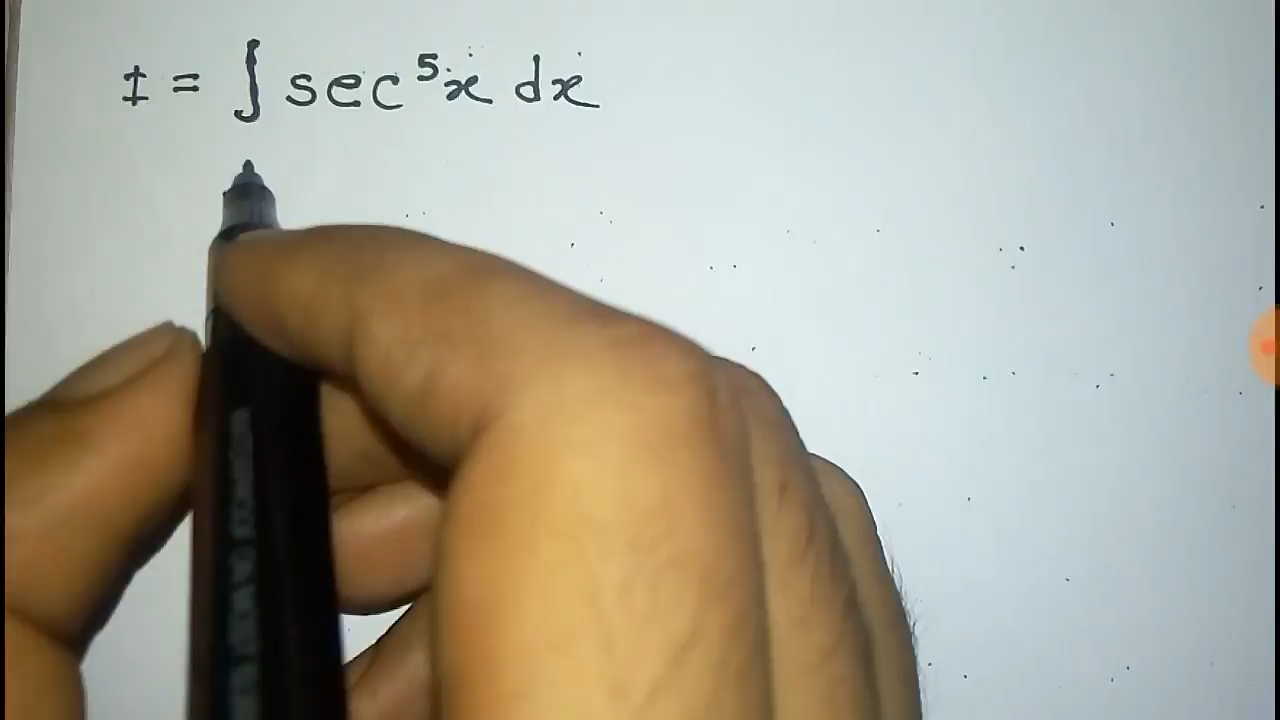 I = ∫ sec⁵x dx